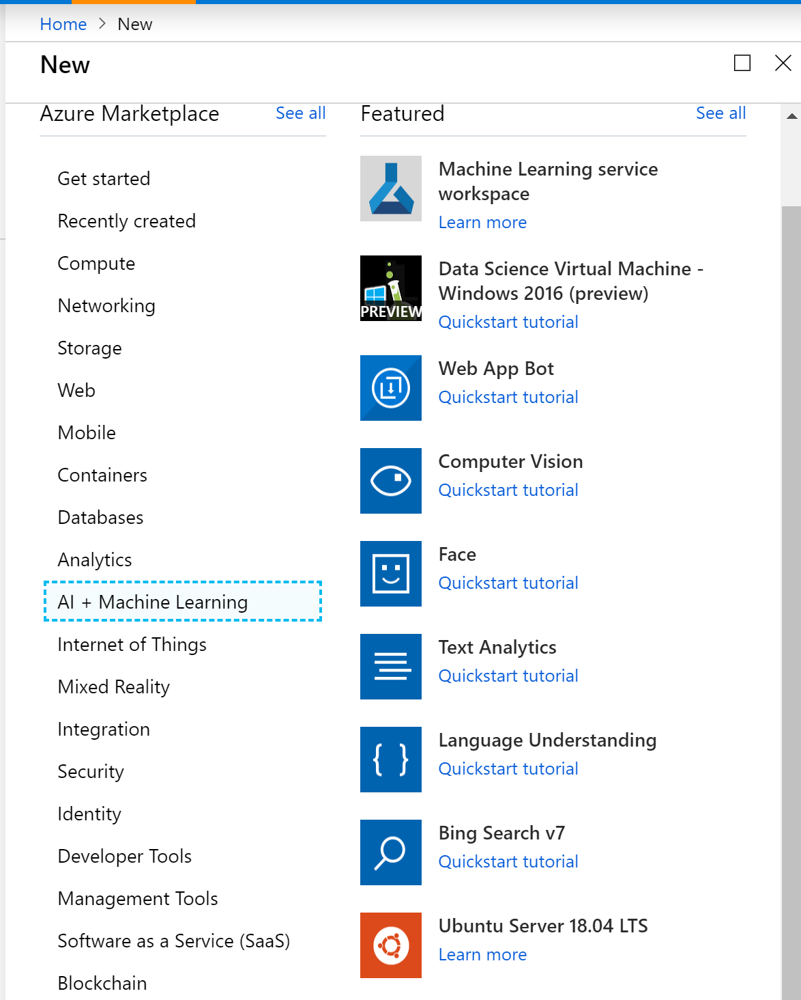 Home > New
New
Azure Marketplace See all
Get started
Recently created
Compute
Networking
Storage
Web
Mobile
Containers
Databases
Analytics
AI + Machine Learning
Internet of Things
Mixed Reality
Integration
Security
Identity
Developer Tools
Management Tools
Software as a Service (SaaS)
Blockchain
Featured See all
Machine Learning service
workspace
Learn more
PREVIEW
Data Science Virtual Machine -
Windows 2016 (preview)
Quickstart tutorial
Web App Bot
Quickstart tutorial
Computer Vision
Quickstart tutorial
Face
Quickstart tutorial
Text Analytics
Quickstart tutorial
Language Understanding
Quickstart tutorial
Bing Search v7
Quickstart tutorial
Ubuntu Server 18.04 LTS
Learn more